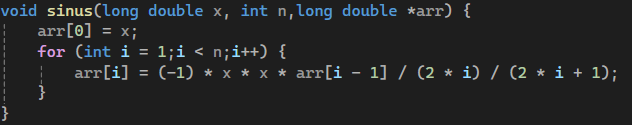 void sinus(long double x, int n,long double *arr) {
    arr[0] = x;
    for (int i = 1;i < n;i++) {
        arr[i] = (-1) * x * x * arr[i - 1] / (2 * i) / (2 * i + 1);
    }
}